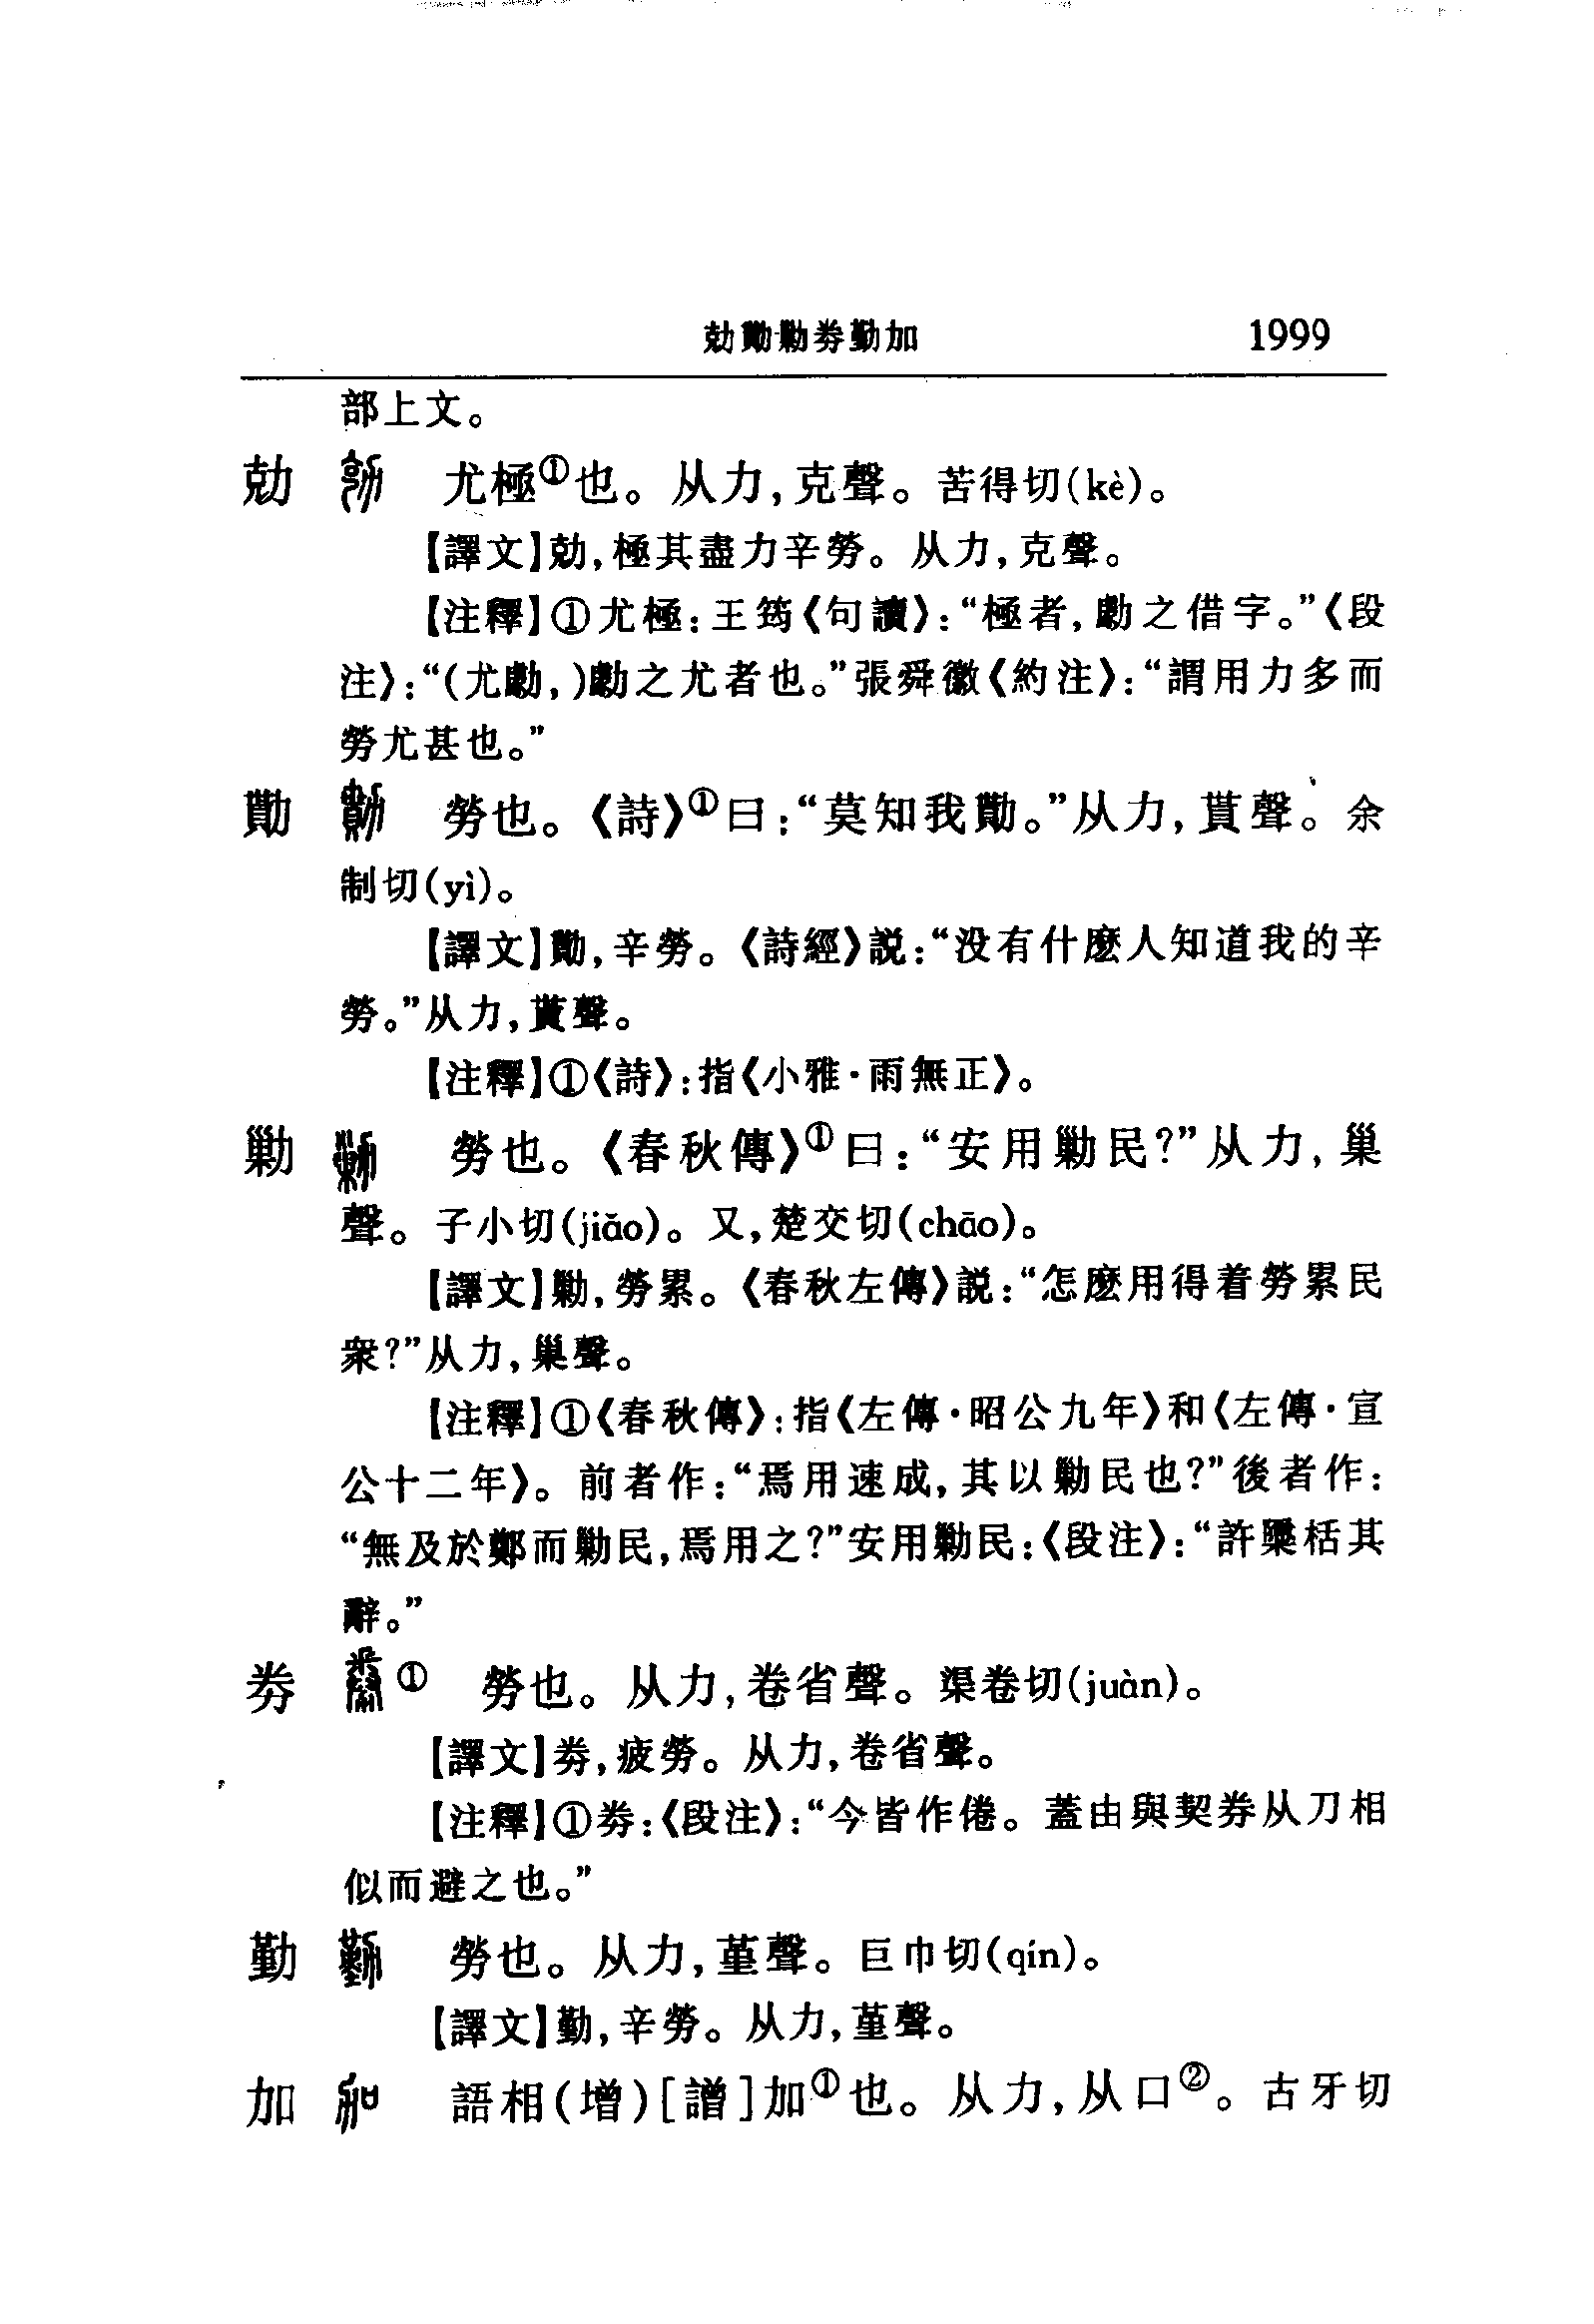 勀勩勦劵勤加 1999
部上文。
勀 尤極①也。从力,克聲。苦得切(kè)。
【譯文】勀,極其盡力辛勞。从力,克聲。
【注釋】①尤極:王筠《句讀》:“極者,勮之借字。”《段
注》:“(尤勮,)勮之尤者也。”張舜徽《約注》:“謂用力多而
勞尤甚也。”
勩 勞也。《詩》①曰:“莫知我勩。”从力,貰聲。余
制切(yì)。
【譯文】勩,辛勞。《詩經》説:“没有什麽人知道我的辛
勞。”从力,貰聲。
【注釋】①《詩》:指《小雅·雨無正》。
勦 勞也。《春秋傳》①曰:“安用勦民?”从力,巢
聲。子小切(jiǎo)。又,楚交切(chāo)。
【譯文】勦,勞累。《春秋左傳》説:“怎麽用得着勞累民
衆?”从力,巢聲。
【注釋】①《春秋傳》:指《左傳·昭公九年》和《左傳·宣
公十二年》。前者作:“焉用速成,其以勦民也?”後者作:
“無及於鄭而勦民,焉用之?”安用勦民:《段注》:“許檃栝其
辭。”
劵 ① 勞也。从力,卷省聲。渠卷切(juàn)。
【譯文】劵,疲勞。从力,卷省聲。
【注釋】①劵:《段注》:“今皆作倦。蓋由與契券从刀相
似而避之也。”
勤 勞也。从力,堇聲。巨巾切(qín)。
【譯文】勤,辛勞。从力,堇聲。
加 語相(增)[譄]加①也。从力,从口②。古牙切